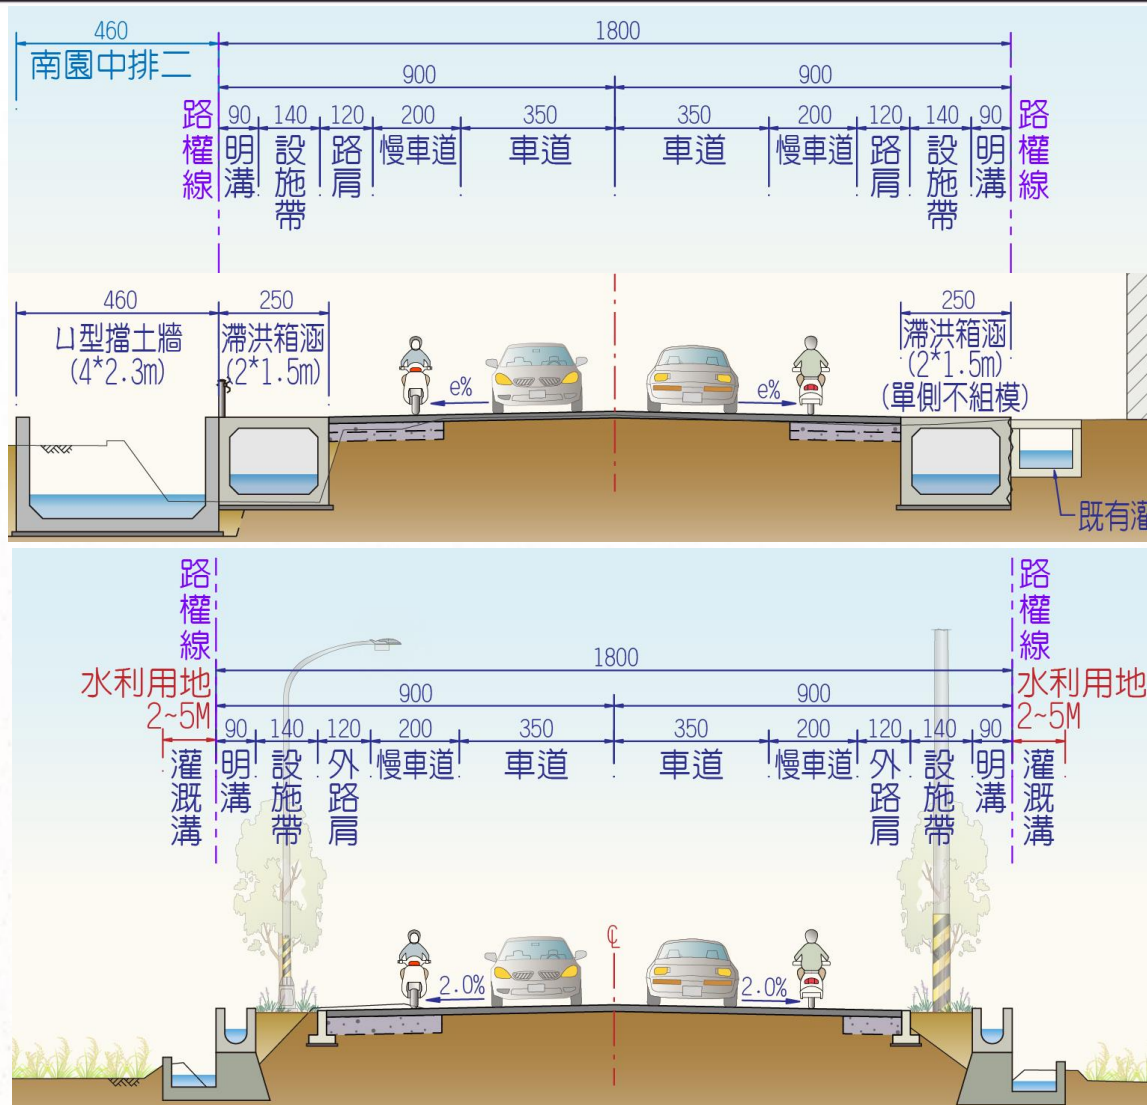 460
1800
南園中排二
900
900
90
140
120
200
350
350
200
120
140
90
路權線
明溝
設施帶
路肩
慢車道
車道
車道
慢車道
路肩
設施帶
明溝
路權線
460
250
250
U型擋土牆
(4*2.3m)
滯洪箱涵
(2*1.5m)
滯洪箱涵
(2*1.5m)
(單側不組模)
e%
e%
既有灌
路權線
路權線
1800
水利用地
2~5M
900
900
水利用地
2~5M
90
140
120
200
350
350
200
120
140
90
灌溉溝
明溝
設施帶
外路肩
慢車道
車道
車道
慢車道
外路肩
設施帶
明溝
灌溉溝
℄
2.0%
2.0%